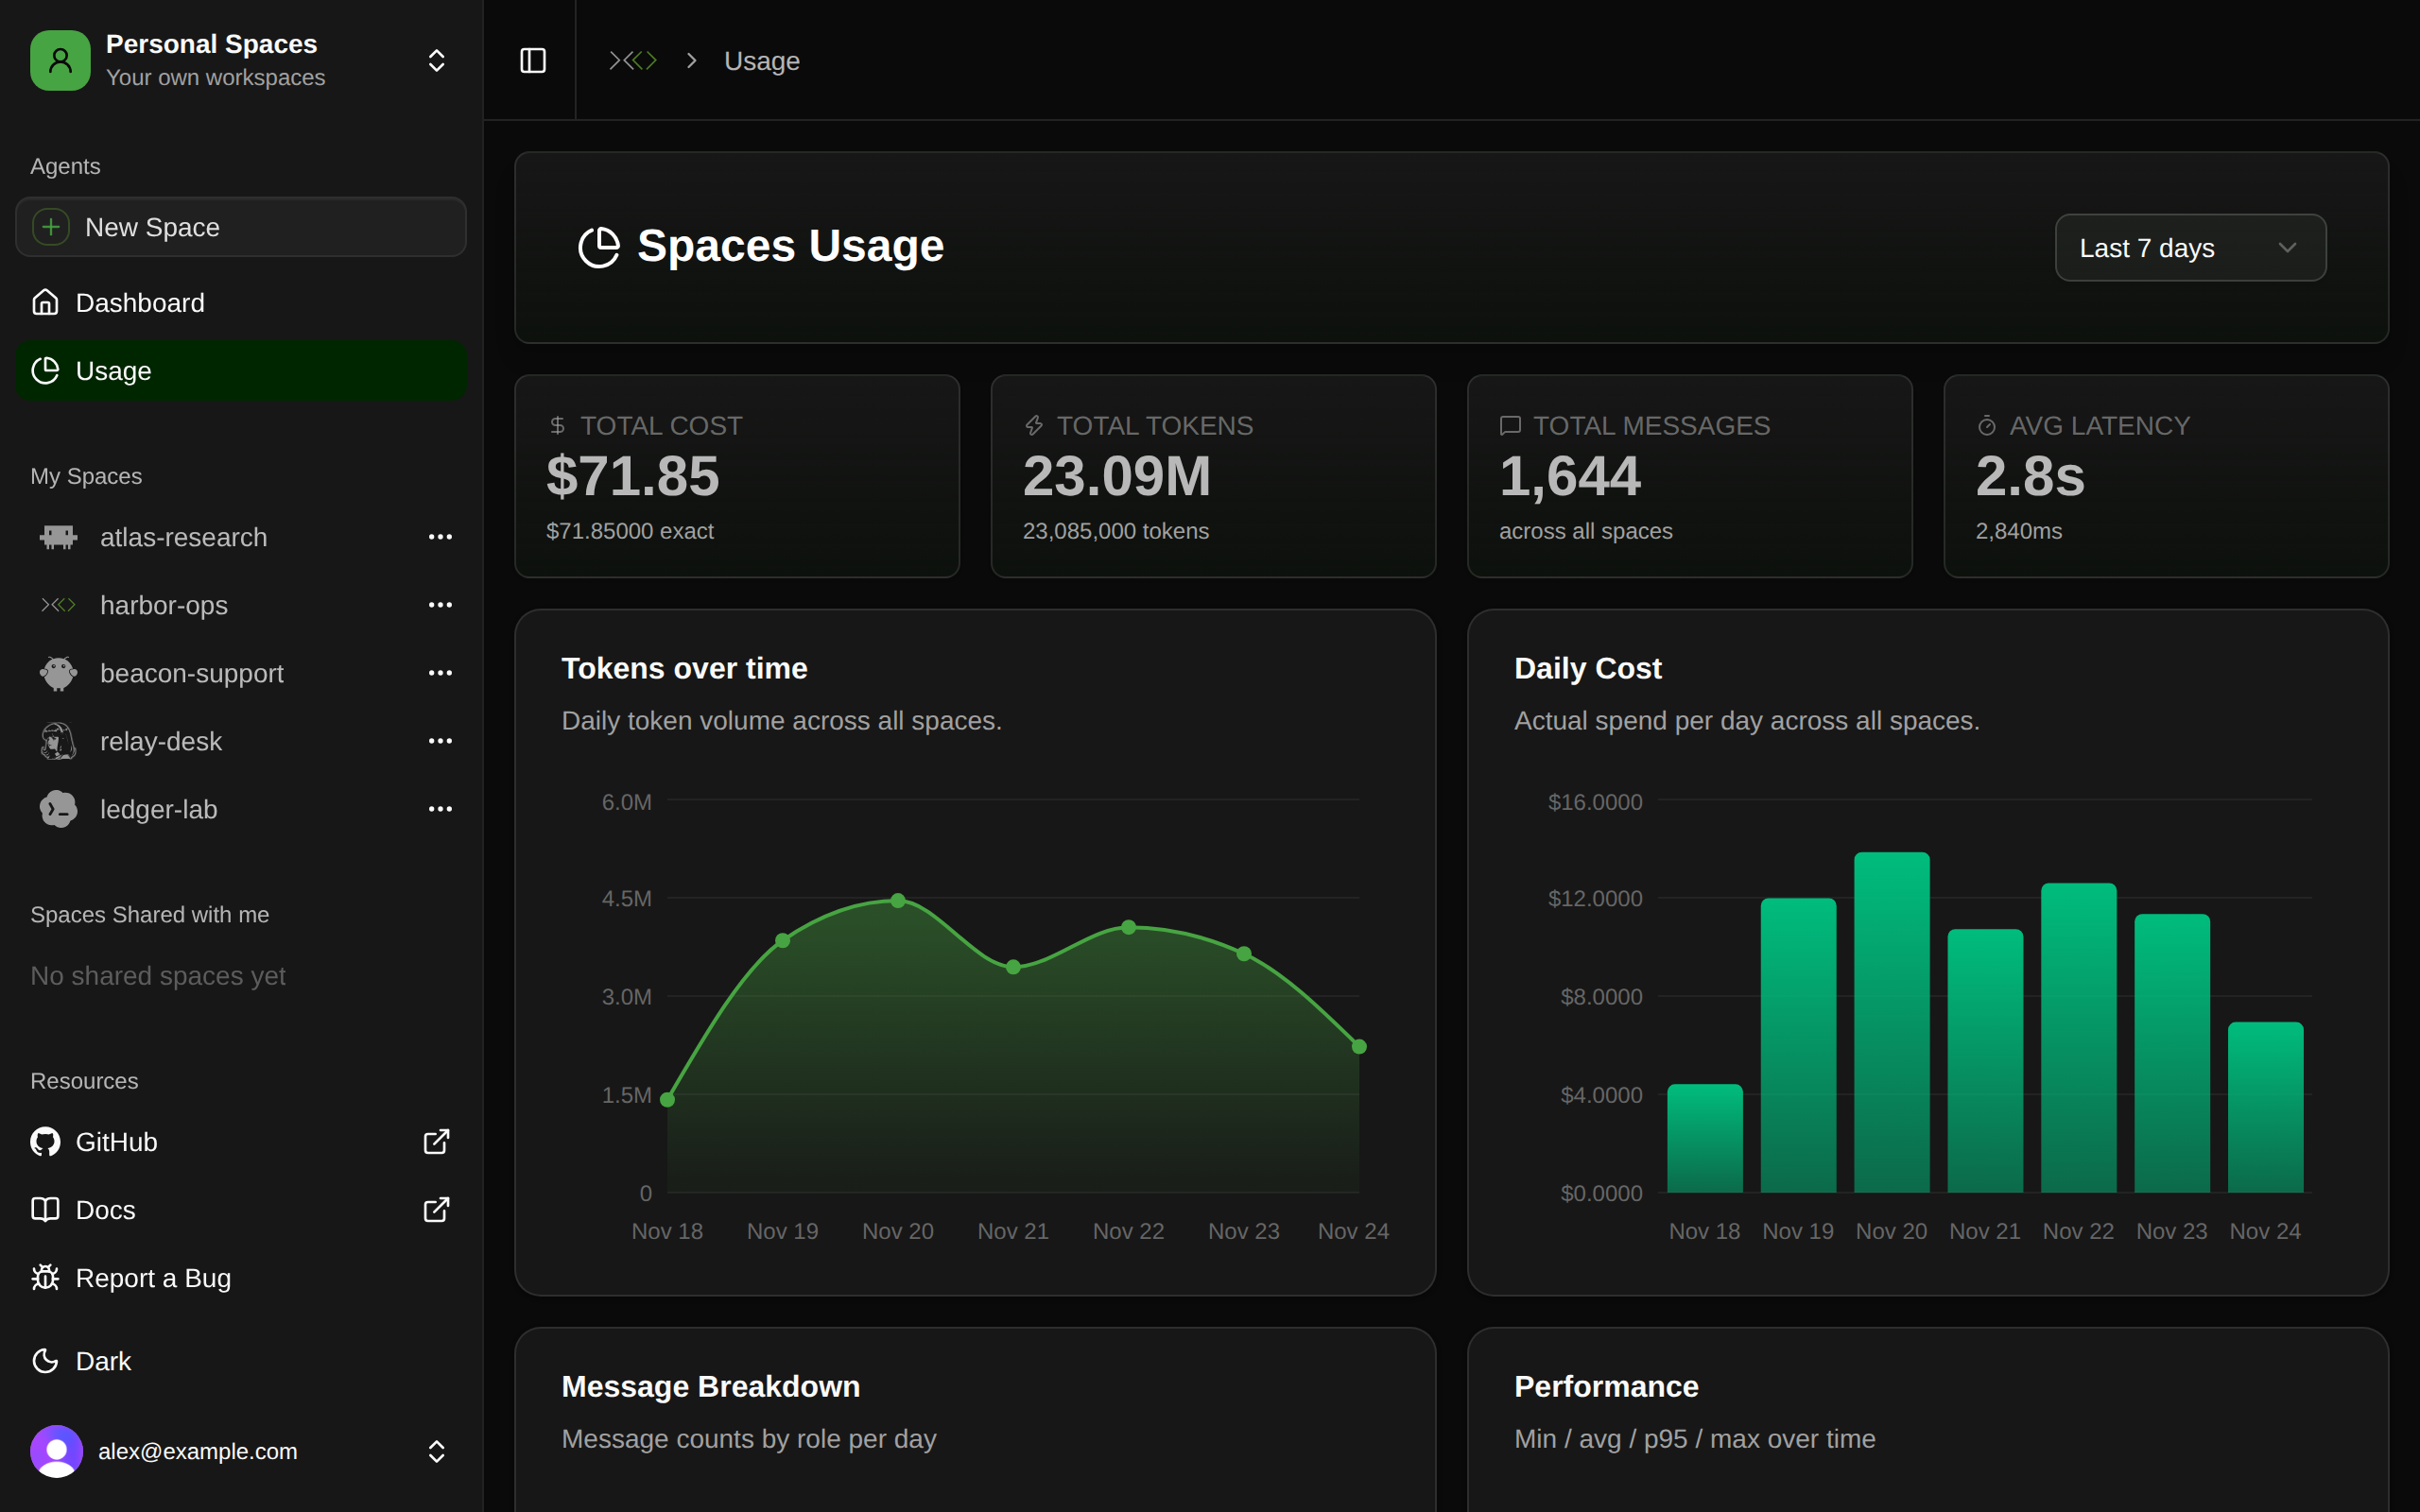 Personal Spaces
Your own workspaces
Agents
New Space
Dashboard
Usage
My Spaces
atlas-research
harbor-ops
beacon-support
relay-desk
ledger-lab
Spaces Shared with me
No shared spaces yet
Resources
GitHub
Docs
Report a Bug
Dark
alex@example.com
Usage
Spaces Usage
Last 7 days
TOTAL COST
$71.85
$71.85000 exact
TOTAL TOKENS
23.09M
23,085,000 tokens
TOTAL MESSAGES
1,644
across all spaces
AVG LATENCY
2.8s
2,840ms
Tokens over time
Daily token volume across all spaces.
6.0M
4.5M
3.0M
1.5M
0
Nov 18 Nov 19 Nov 20 Nov 21 Nov 22 Nov 23 Nov 24
Daily Cost
Actual spend per day across all spaces.
$16.0000
$12.0000
$8.0000
$4.0000
$0.0000
Nov 18 Nov 19 Nov 20 Nov 21 Nov 22 Nov 23 Nov 24
Message Breakdown
Message counts by role per day
Performance
Min / avg / p95 / max over time